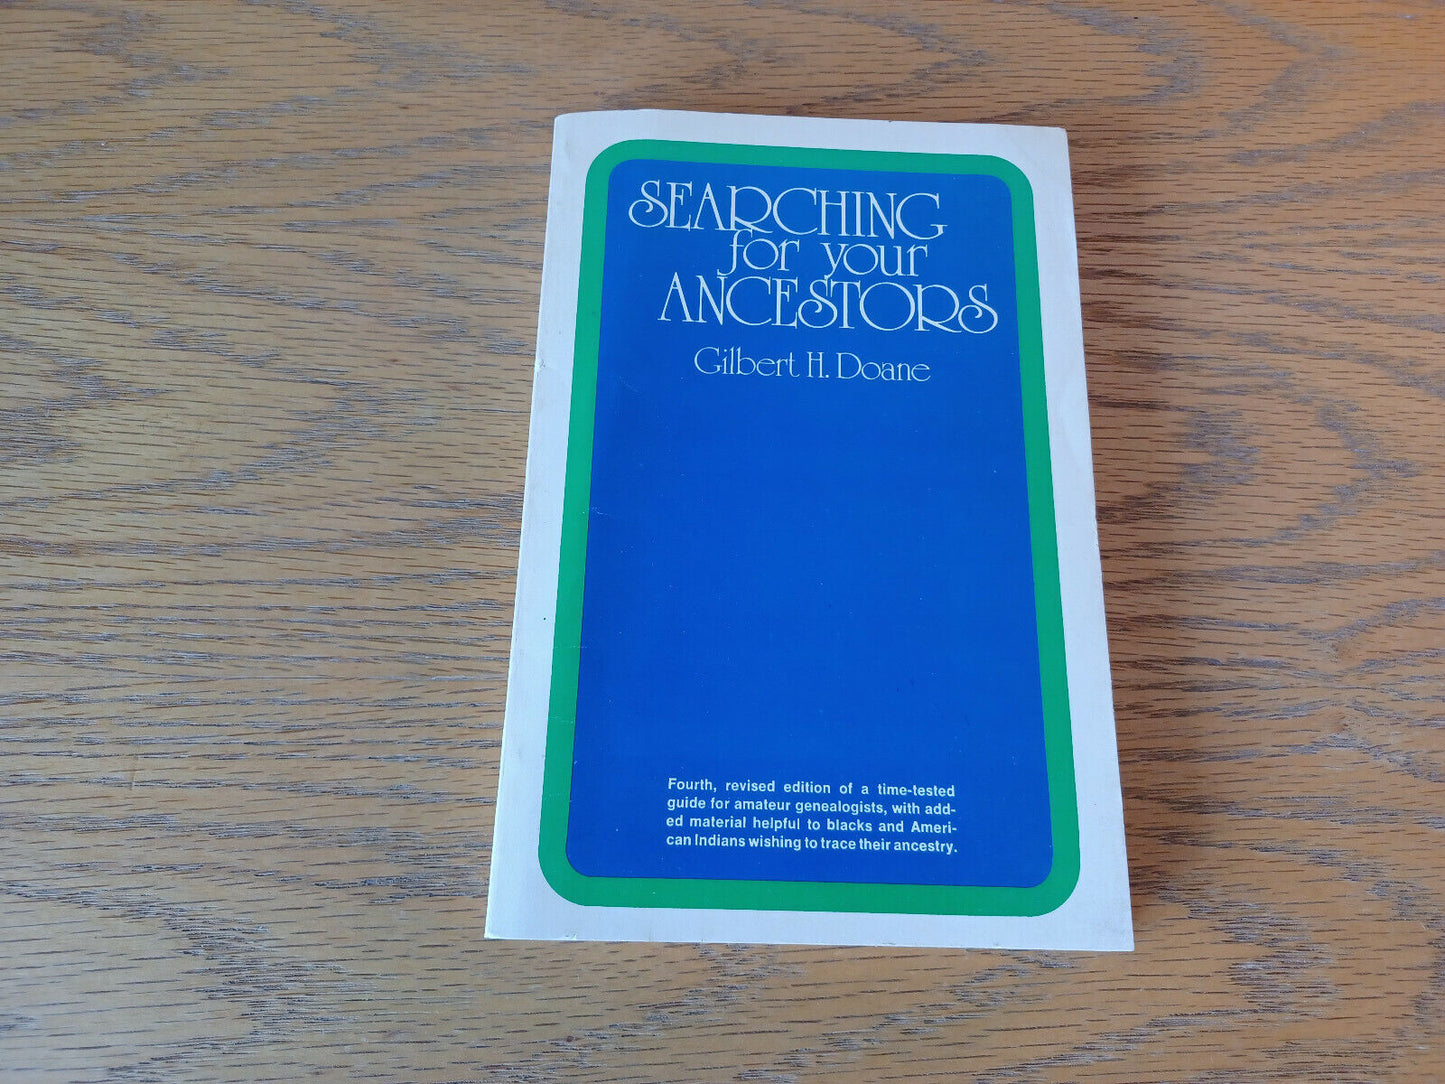 SEARCHING
for your
ANCESTORS
Gilbert H. Doane
Fourth, revised edition of a time-tested
guide for amateur genealogists, with add-
ed material helpful to blacks and Ameri-
can Indians wishing to trace their ancestry.